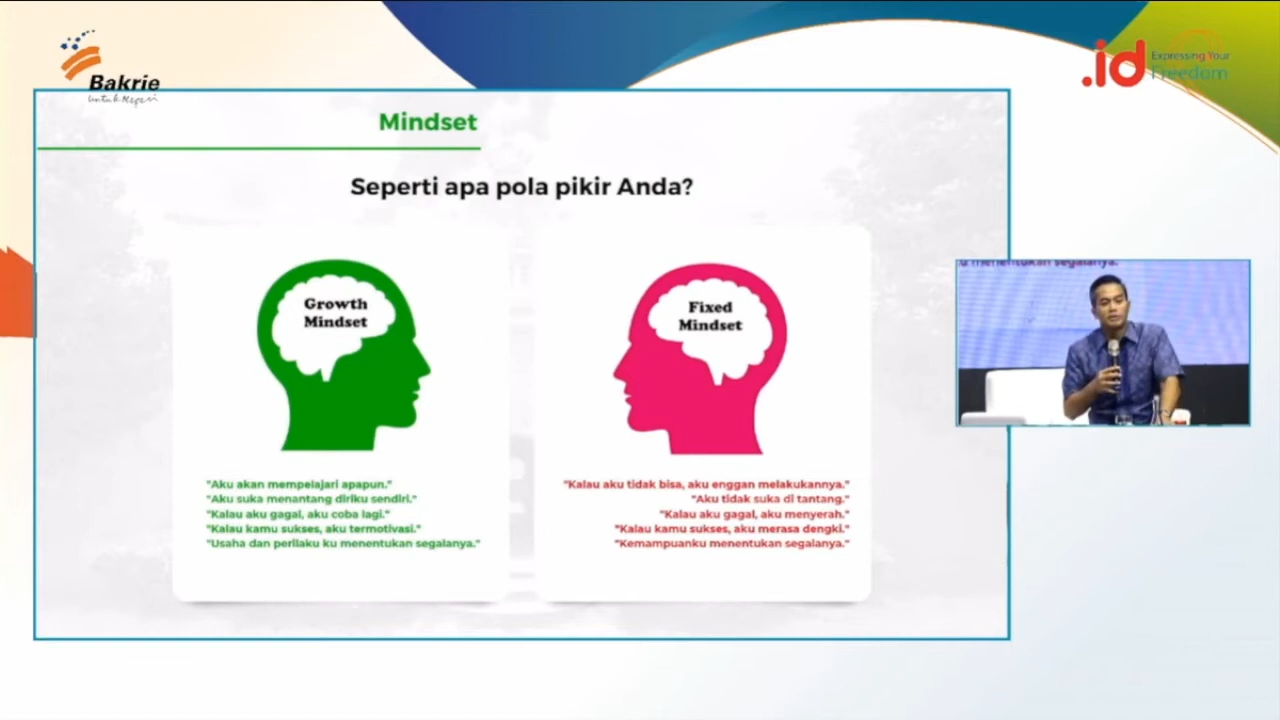 Bakrie
Untuk Negeri
.id
Expressing Your
Freedom
Mindset
Seperti apa pola pikir Anda?
Growth
Mindset
"Aku akan mempelajari apapun."
"Aku suka menantang diriku sendiri."
"Kalau aku gagal, aku coba lagi."
"Kalau kamu sukses, aku termotivasi."
"Usaha dan perilaku ku menentukan segalanya."
Fixed
Mindset
"Kalau aku tidak bisa, aku enggan melakukannya."
"Aku tidak suka di tantang."
"Kalau aku gagal, aku menyerah."
"Kalau kamu sukses, aku merasa dengki."
"Kemampuanku menentukan segalanya."
menentukan segalanya.